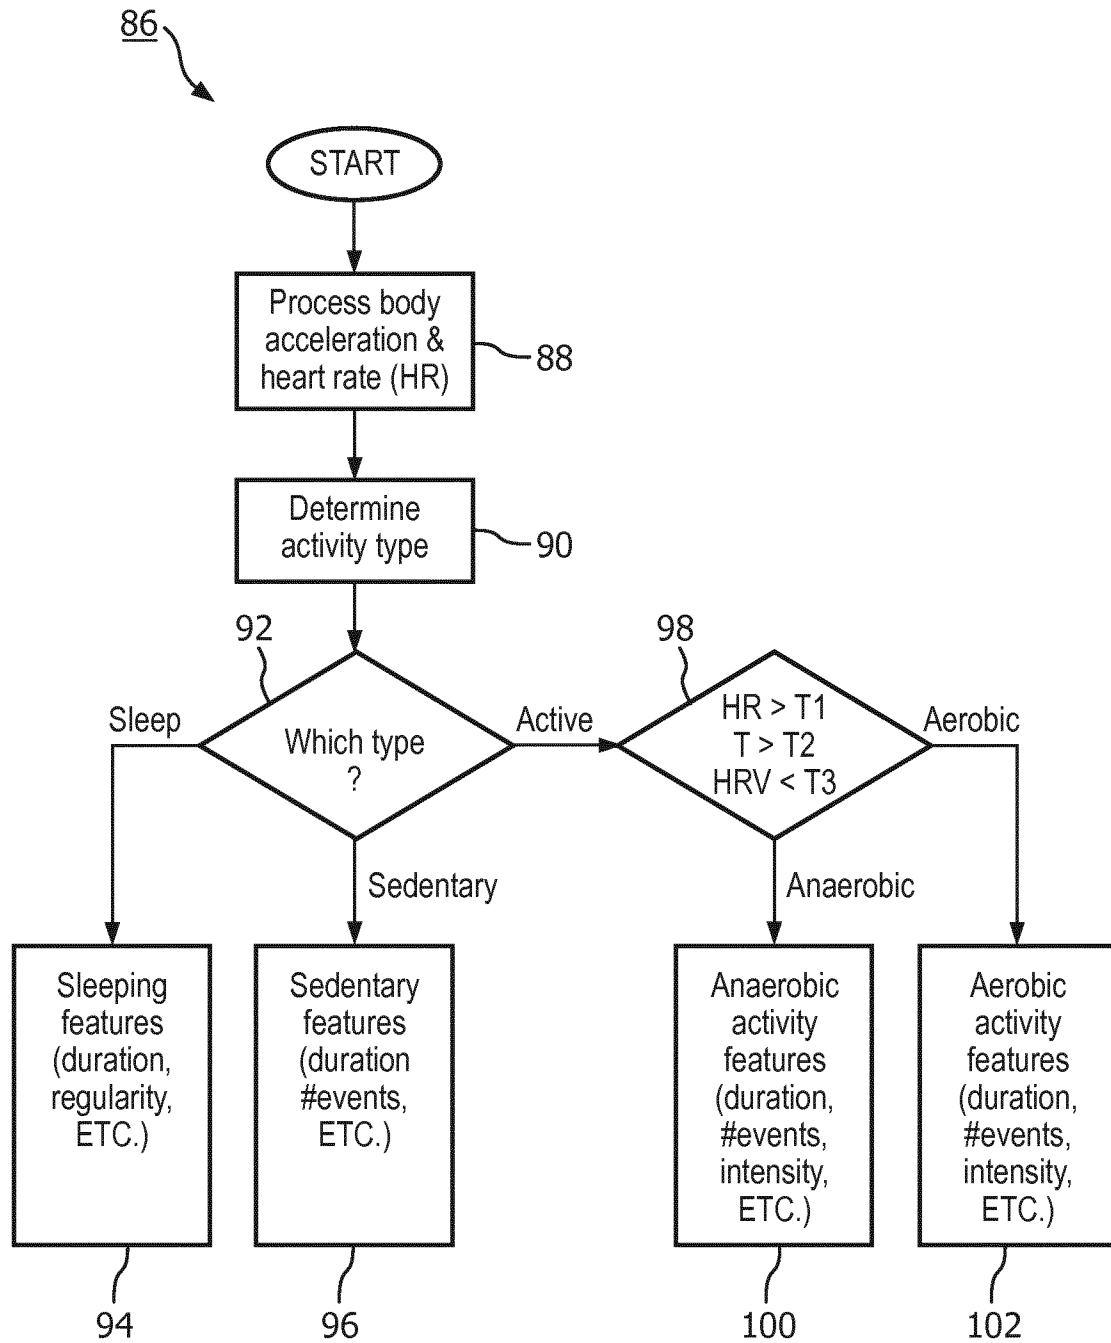 86
START
Process body
acceleration &
heart rate (HR)
88
Determine
activity type
90
92
98
Sleep
Which type
?
Active
HR > T1
T > T2
HRV < T3
Aerobic
Sedentary
Anaerobic
Sleeping
features
(duration,
regularity,
ETC.)
Sedentary
features
(duration
#events,
ETC.)
Anaerobic
activity
features
(duration,
#events,
intensity,
ETC.)
Aerobic
activity
features
(duration,
#events,
intensity,
ETC.)
94
96
100
102